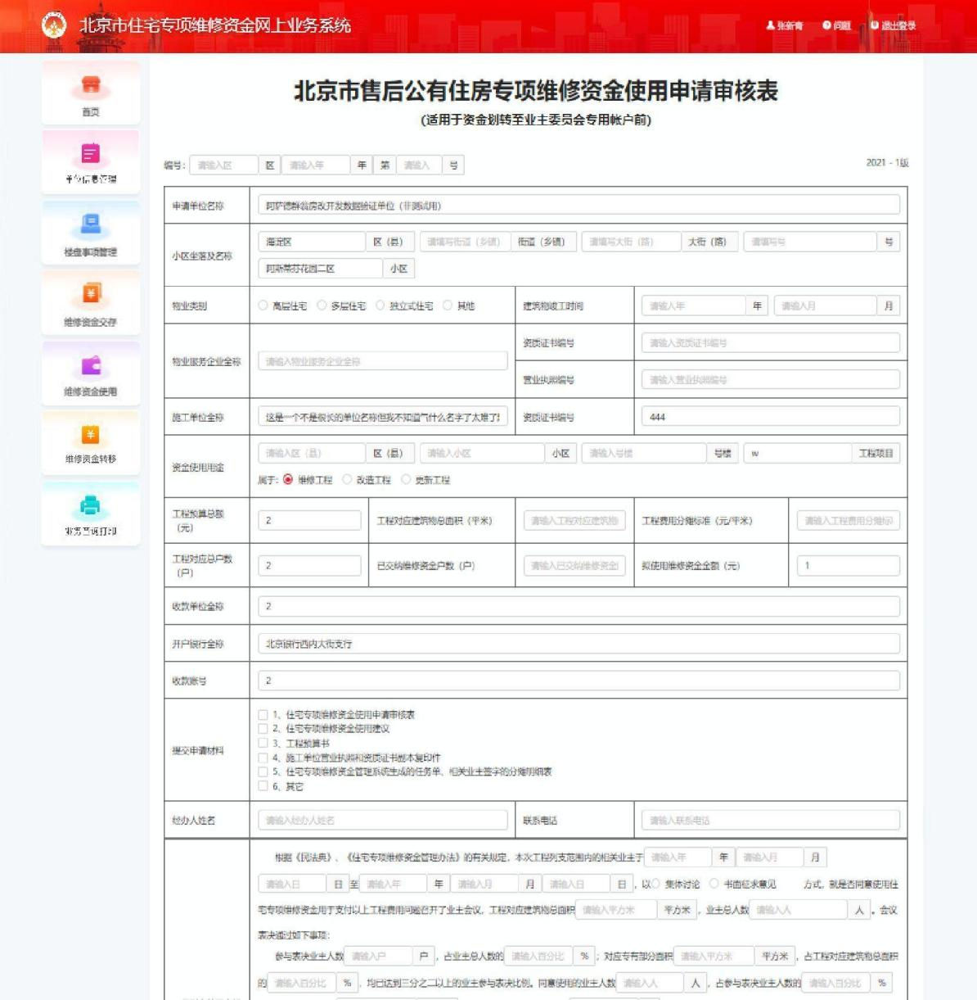 北京市住宅专项维修资金网上业务系统
张新青 问题 退出登录
首页
单位信息管理
楼盘事项管理
维修资金交存
维修资金使用
维修资金转移
业务查询打印
北京市售后公有住房专项维修资金使用申请审核表
(适用于资金划转至业主委员会专用帐户前)
编号: 请输入区 区 请输入年 年 第 请输入 号
2021 - 1版
申请单位名称 阿萨德群翁房改开发数据验证单位（非测试用）
小区坐落及名称 海淀区 区（县） 请填写街道（乡镇） 街道（乡镇） 请填写大街（路） 大街（路） 请填写号 号
阿斯蒂芬花园二区 小区
物业类别 高层住宅 多层住宅 独立式住宅 其他 建筑物竣工时间 请输入年 年 请输入月 月
物业服务企业全称 请输入物业服务企业全称 资质证书编号 请输入资质证书编号
营业执照编号 请输入营业执照编号
施工单位全称 这是一个不是很长的单位名称但我不知道气什么名字了太难了 资质证书编号 444
资金使用用途 请输入区（县） 区（县） 请输入小区 小区 请输入号楼 号楼 w 工程项目
属于: 维修工程 改造工程 更新工程
工程预算总额（元） 2 工程对应建筑物总面积（平米） 请输入工程对应建筑物 工程费用分摊标准（元/平米） 请输入工程费用分摊标
工程对应总户数（户） 2 已交纳维修资金户数（户） 请输入已交纳维修资金 拟使用维修资金金额（元） 1
收款单位全称 2
开户银行全称 北京银行西内大街支行
收款账号 2
提交申请材料
1、住宅专项维修资金使用申请审核表
2、住宅专项维修资金使用建议
3、工程预算书
4、施工单位营业执照和资质证书副本复印件
5、住宅专项维修资金管理系统生成的任务单、相关业主签字的分摊明细表
6、其它
经办人姓名 请输入经办人姓名 联系电话 请输入联系电话
根据《民法典》、《住宅专项维修资金管理办法》的有关规定，本次工程列支范围内的相关业主于 请输入年 年 请输入月 月
请输入日 日 至 请输入年 年 请输入月 月 请输入日 日，以 集体讨论 书面征求意见 方式，就是否同意使用住
宅专项维修资金用于支付以上工程费用问题召开了业主会议，工程对应建筑物总面积 请输入平方米 平方米，业主总人数 请输入人 人。会议
表决通过如下事项:
参与表决业主人数 请输入户 户，占业主总人数的 请输入百分比 %；对应专有部分面积 请输入平方米 平方米，占工程对应建筑物总面积
的 请输入百分比 %，均已达到三分之二以上的业主参与表决比例。同意使用的业主人数 请输入人 人，占参与表决业主人数的 请输入百分比 %